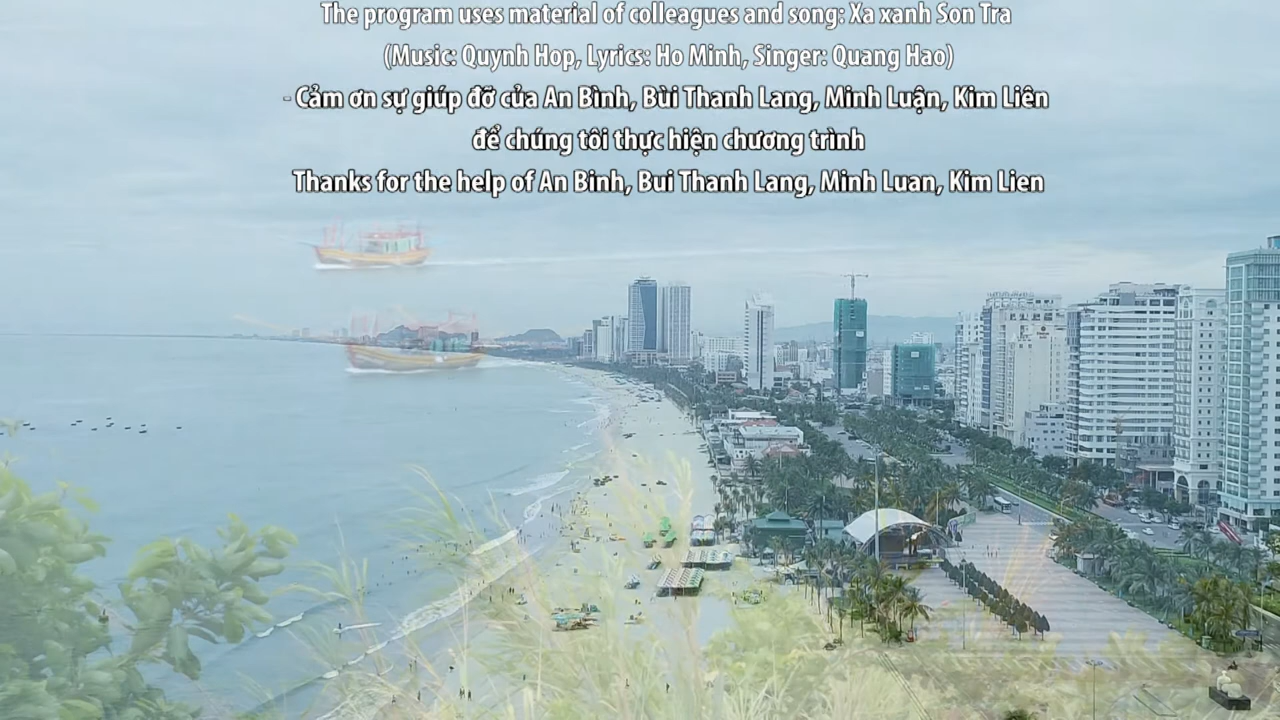 The program uses material of colleagues and song: Xa xanh Son Tra
(Music: Quynh Hop, Lyrics: Ho Minh, Singer: Quang Hao)
- Cảm ơn sự giúp đỡ của An Bình, Bùi Thanh Lang, Minh Luận, Kim Liên
để chúng tôi thực hiện chương trình
Thanks for the help of An Binh, Bui Thanh Lang, Minh Luan, Kim Lien